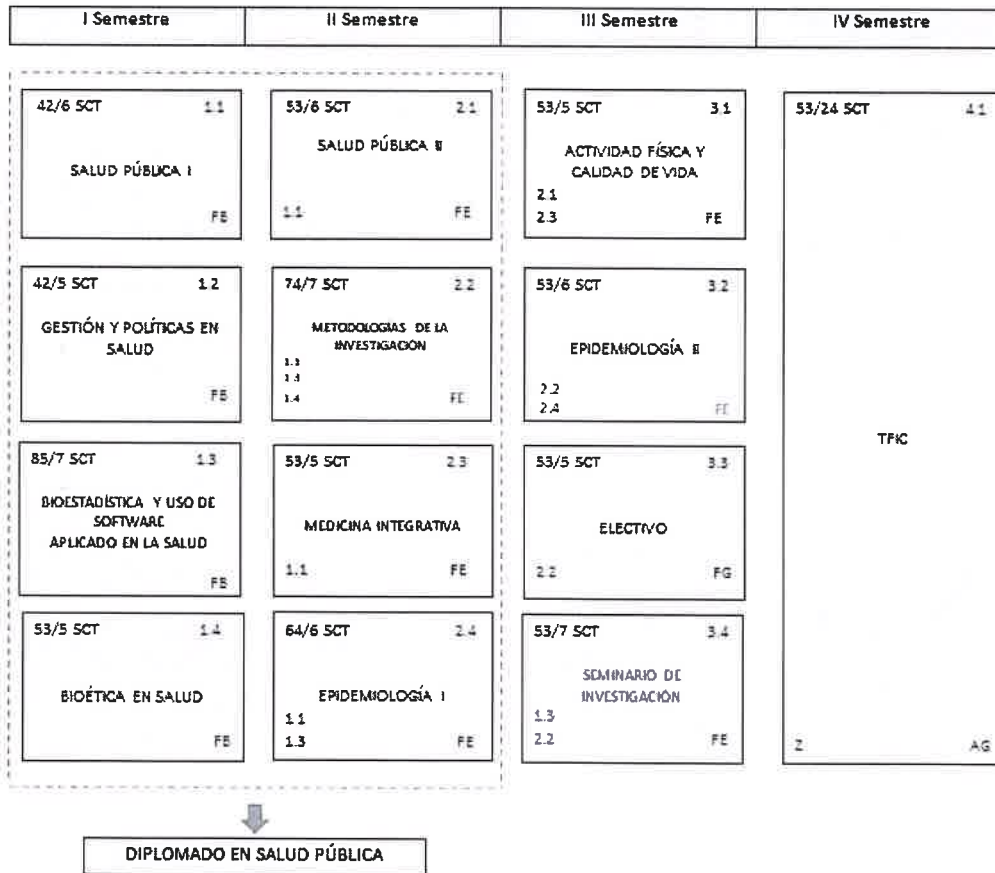 I Semestre
II Semestre
III Semestre
IV Semestre
42/6 SCT 1.1
SALUD PÚBLICA I
FB
42/5 SCT 1.2
GESTIÓN Y POLÍTICAS EN
SALUD
FB
85/7 SCT 1.3
BIOESTADÍSTICA Y USO DE
SOFTWARE
APLICADO EN LA SALUD
FB
53/5 SCT 1.4
BIOÉTICA EN SALUD
FB
53/6 SCT 2.1
SALUD PÚBLICA II
1.1 FE
74/7 SCT 2.2
METODOLOGÍAS DE LA
INVESTIGACIÓN
1.3
1.4 FE
53/5 SCT 2.3
MEDICINA INTEGRATIVA
1.1 FE
64/6 SCT 2.4
EPIDEMIOLOGÍA I
1.1
1.3 FE
53/5 SCT 3.1
ACTIVIDAD FÍSICA Y
CALIDAD DE VIDA
2.1
2.3 FE
53/6 SCT 3.2
EPIDEMIOLOGÍA II
2.2
2.4 FE
53/5 SCT 3.3
ELECTIVO
2.2 FG
53/7 SCT 3.4
SEMINARIO DE
INVESTIGACIÓN
1.3
2.2 FE
53/24 SCT 4.1
TFIC
Z AG
DIPLOMADO EN SALUD PÚBLICA